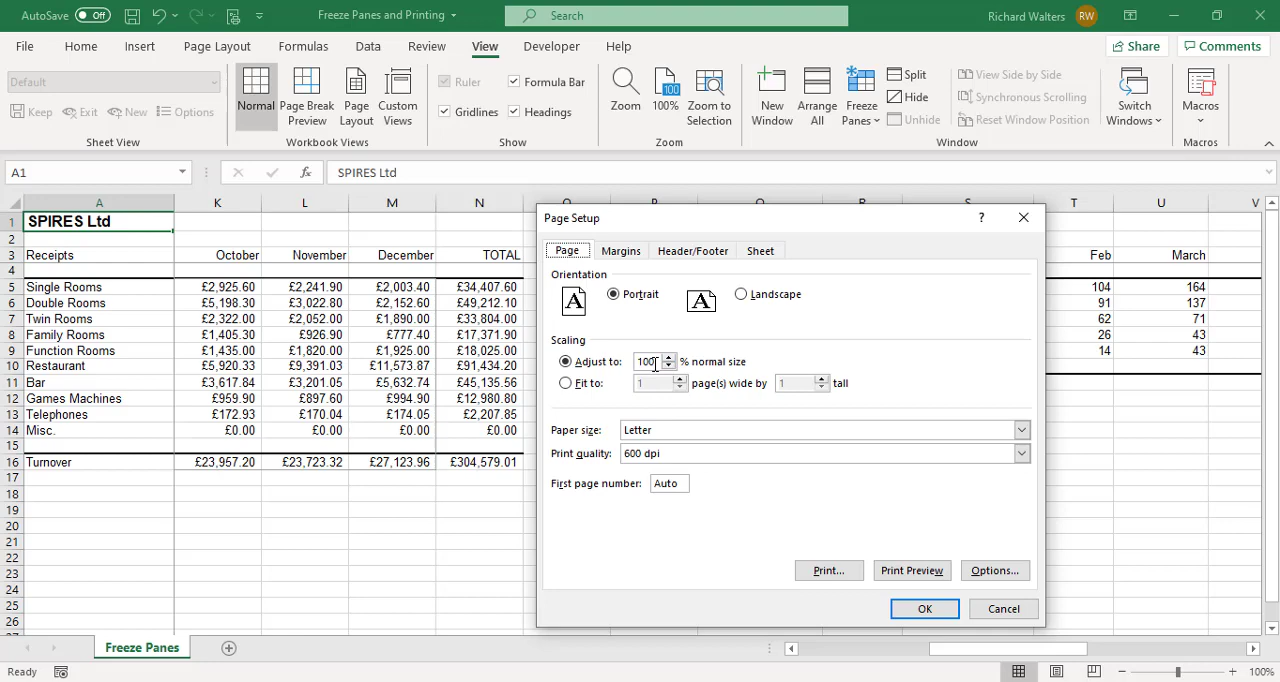 AutoSave Off Freeze Panes and Printing Search Richard Walters RW
File Home Insert Page Layout Formulas Data Review View Developer Help Share Comments
Default
Keep Exit New Options
Sheet View
Normal Page Break Preview Page Layout Custom Views
Workbook Views
Ruler Formula Bar
Gridlines Headings
Show
Zoom 100% Zoom to Selection
100
Zoom
New Window Arrange All Freeze Panes
Split
Hide
Unhide
View Side by Side
Synchronous Scrolling
Reset Window Position
Switch Windows
Window
Macros
Macros
A1 fx SPIRES Ltd
A K L M N T U V
1 SPIRES Ltd
2
3 Receipts October November December TOTAL Feb March
4
5 Single Rooms £2,925.60 £2,241.90 £2,003.40 £34,407.60 104 164
6 Double Rooms £5,198.30 £3,022.80 £2,152.60 £49,212.10 91 137
7 Twin Rooms £2,322.00 £2,052.00 £1,890.00 £33,804.00 62 71
8 Family Rooms £1,405.30 £926.90 £777.40 £17,371.90 26 43
9 Function Rooms £1,435.00 £1,820.00 £1,925.00 £18,025.00 14 43
10 Restaurant £5,920.33 £9,391.03 £11,573.87 £91,434.20
11 Bar £3,617.84 £3,201.05 £5,632.74 £45,135.56
12 Games Machines £959.90 £897.60 £994.90 £12,980.80
13 Telephones £172.93 £170.04 £174.05 £2,207.85
14 Misc. £0.00 £0.00 £0.00 £0.00
15
16 Turnover £23,957.20 £23,723.32 £27,123.96 £304,579.01
17
18
19
20
21
22
23
24
25
26
Page Setup ?
Page Margins Header/Footer Sheet
Orientation
A Portrait A Landscape
Scaling
Adjust to: 100 % normal size
Fit to: 1 page(s) wide by 1 tall
Paper size: Letter
Print quality: 600 dpi
First page number: Auto
Print... Print Preview Options...
OK Cancel
Freeze Panes
Ready 100%